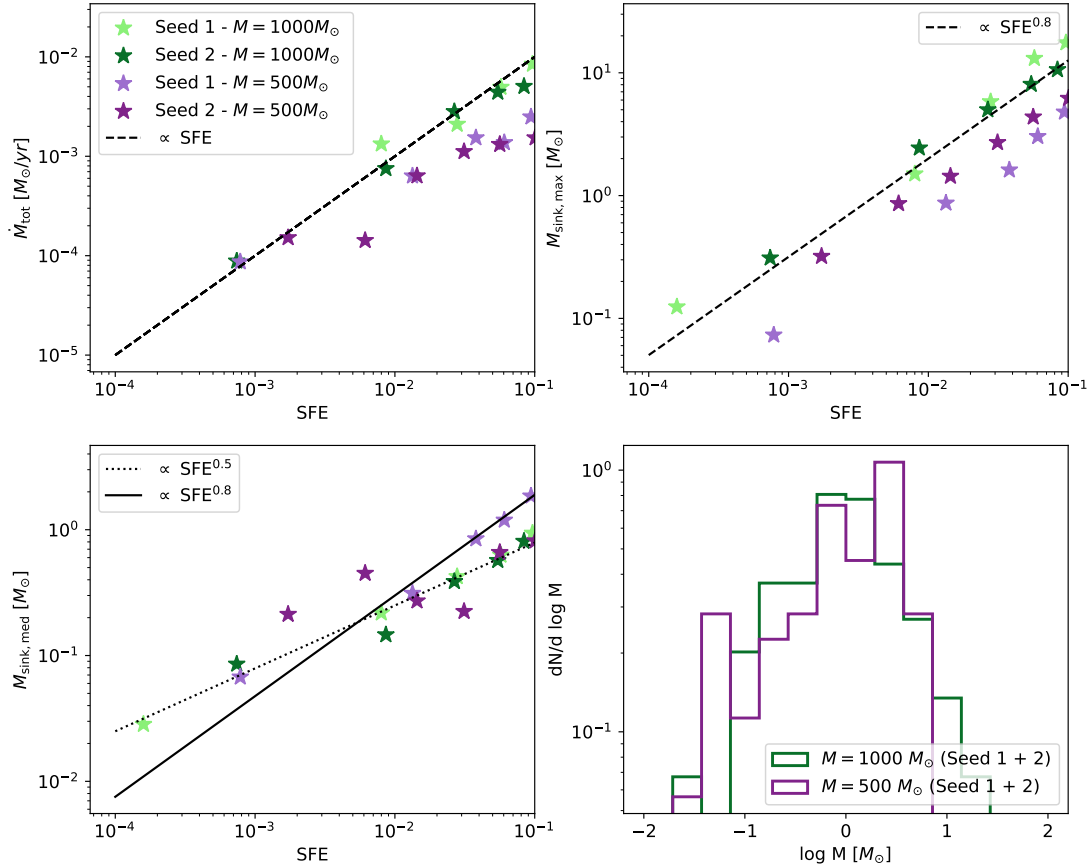 Seed 1 - M = 1000M⊙
Seed 2 - M = 1000M⊙
Seed 1 - M = 500M⊙
Seed 2 - M = 500M⊙
∝ SFE
10⁻²
10⁻³
10⁻⁴
10⁻⁵
Ṁtot [M⊙/yr]
10⁻⁴ 10⁻³ 10⁻² 10⁻¹
SFE
∝ SFE^0.8
10¹
10⁰
10⁻¹
Msink, max [M⊙]
10⁻⁴ 10⁻³ 10⁻² 10⁻¹
SFE
∝ SFE^0.5
∝ SFE^0.8
10⁰
10⁻¹
10⁻²
Msink, med [M⊙]
10⁻⁴ 10⁻³ 10⁻² 10⁻¹
SFE
10⁰
10⁻¹
dN/d log M
M = 1000 M⊙ (Seed 1 + 2)
M = 500 M⊙ (Seed 1 + 2)
−2 −1 0 1 2
log M [M⊙]